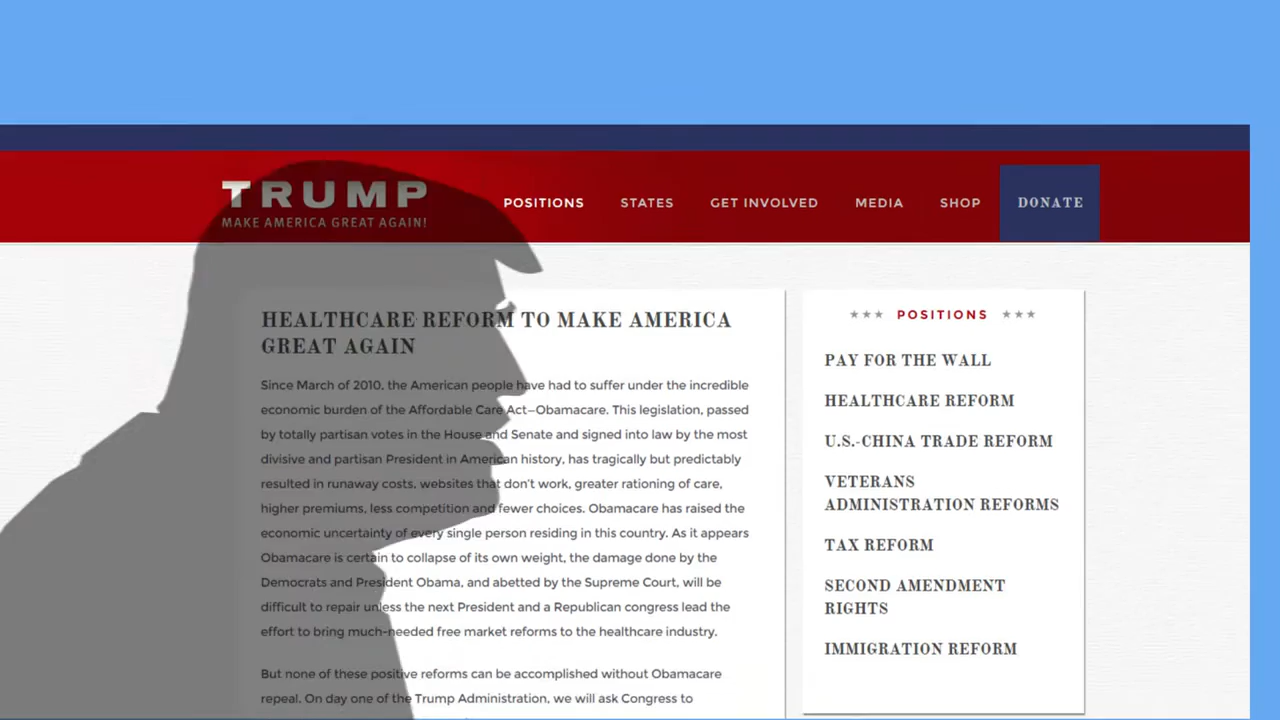 TRUMP
MAKE AMERICA GREAT AGAIN!
POSITIONS STATES GET INVOLVED MEDIA SHOP DONATE
HEALTHCARE REFORM TO MAKE AMERICA
GREAT AGAIN
Since March of 2010, the American people have had to suffer under the incredible
economic burden of the Affordable Care Act—Obamacare. This legislation, passed
by totally partisan votes in the House and Senate and signed into law by the most
divisive and partisan President in American history, has tragically but predictably
resulted in runaway costs, websites that don't work, greater rationing of care,
higher premiums, less competition and fewer choices. Obamacare has raised the
economic uncertainty of every single person residing in this country. As it appears
Obamacare is certain to collapse of its own weight, the damage done by the
Democrats and President Obama, and abetted by the Supreme Court, will be
difficult to repair unless the next President and a Republican congress lead the
effort to bring much-needed free market reforms to the healthcare industry.
But none of these positive reforms can be accomplished without Obamacare
repeal. On day one of the Trump Administration, we will ask Congress to
★★★ POSITIONS ★★★
PAY FOR THE WALL
HEALTHCARE REFORM
U.S.-CHINA TRADE REFORM
VETERANS
ADMINISTRATION REFORMS
TAX REFORM
SECOND AMENDMENT
RIGHTS
IMMIGRATION REFORM